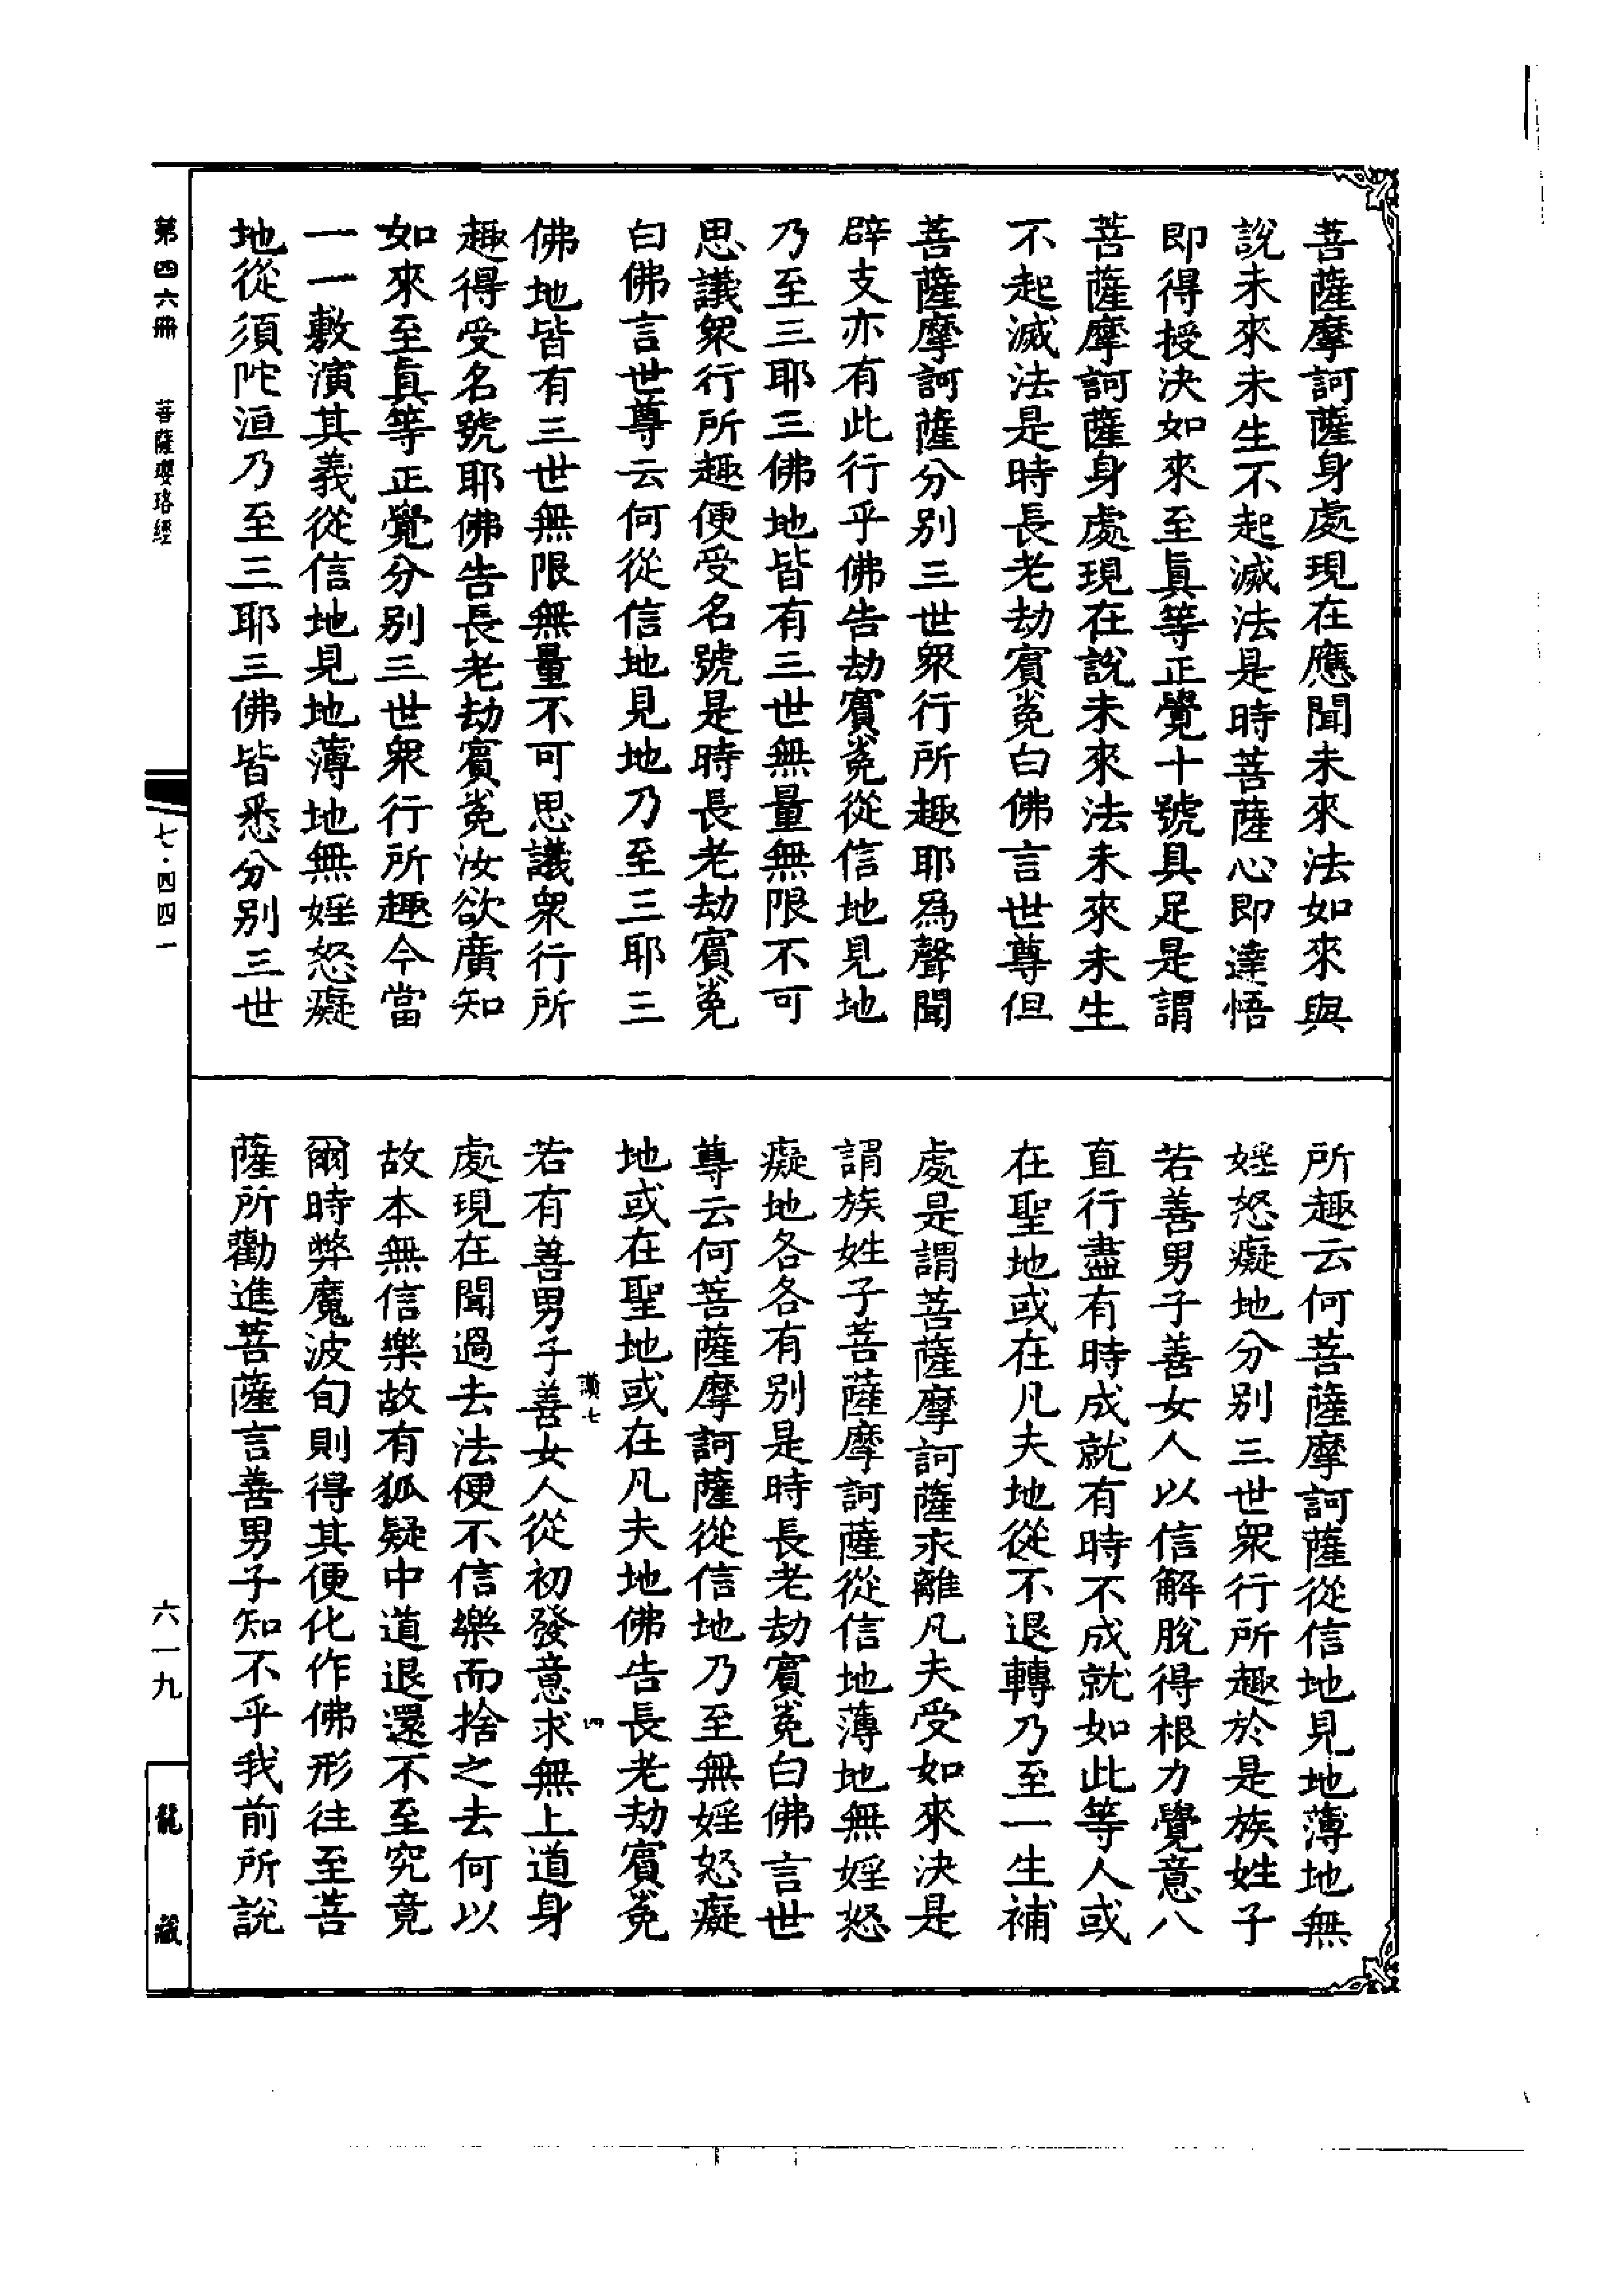 菩薩摩訶薩身處現在應聞未來法如來與
說未來未生不起滅法是時菩薩心即達悟
即得授決如來至眞等正覺十號具足是謂
菩薩摩訶薩身處現在說未來法未來未生
不起滅法是時長老劫賓㝹白佛言世尊但
菩薩摩訶薩分別三世衆行所趣耶爲聲聞
辟支亦有此行乎佛告劫賓㝹從信地見地
乃至三耶三佛地皆有三世無量無限不可
思議衆行所趣便受名號是時長老劫賓㝹
白佛言世尊云何從信地見地乃至三耶三
佛地皆有三世無限無量不可思議衆行所
趣得受名號耶佛告長老劫賓㝹汝欲廣知
如來至眞等正覺分別三世衆行所趣今當
一一敷演其義從信地見地薄地無婬怒癡
地從須陀洹乃至三耶三佛皆悉分別三世
所趣云何菩薩摩訶薩從信地見地薄地無
婬怒癡地分別三世衆行所趣於是族姓子
若善男子善女人以信解脫得根力覺意八
直行盡有時成就有時不成就如此等人或
在聖地或在凡夫地從不退轉乃至一生補
處是謂菩薩摩訶薩永離凡夫受如來決是
謂族姓子菩薩摩訶薩從信地薄地無婬怒
癡地各各有別是時長老劫賓㝹白佛言世
尊云何菩薩摩訶薩從信地乃至無婬怒癡
地或在聖地或在凡夫地佛告長老劫賓㝹
若有善男子善女人從初發意求無上道身
處現在聞過去法便不信樂而捨之去何以
故本無信樂故有狐疑中道退還不至究竟
爾時弊魔波旬則得其便化作佛形往至菩
薩所勸進菩薩言善男子知不乎我前所說
七
四
第四六冊 菩薩瓔珞經
七·四四一
六一九
龍藏